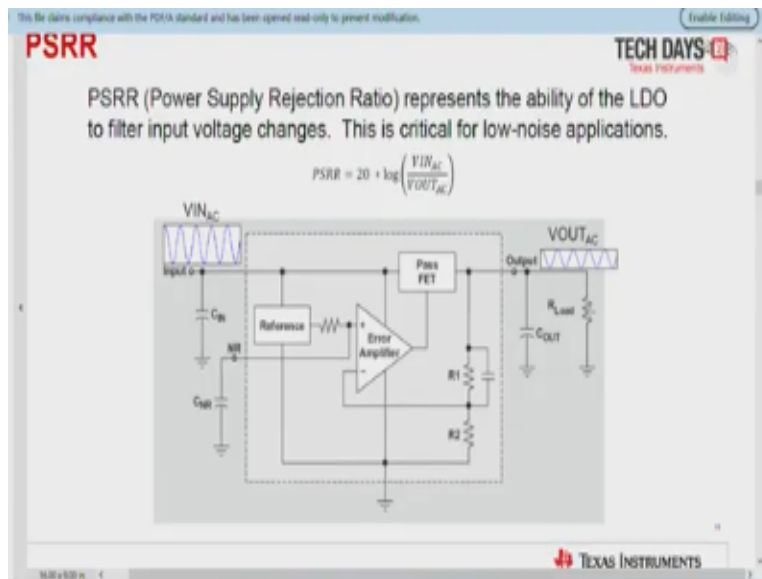 This file claims compliance with the PDF/A standard and has been opened read-only to prevent modification.
Enable Editing
PSRR
TECH DAYS
Texas Instruments
PSRR (Power Supply Rejection Ratio) represents the ability of the LDO
to filter input voltage changes. This is critical for low-noise applications.
PSRR = 20 * log(VIN_AC / VOUT_AC)
VIN_AC
VOUT_AC
Input
Pass
FET
Output
C_IN
Reference
+
Error
Amplifier
-
R_Load
C_OUT
NR
C_NR
R1
R2
TEXAS INSTRUMENTS